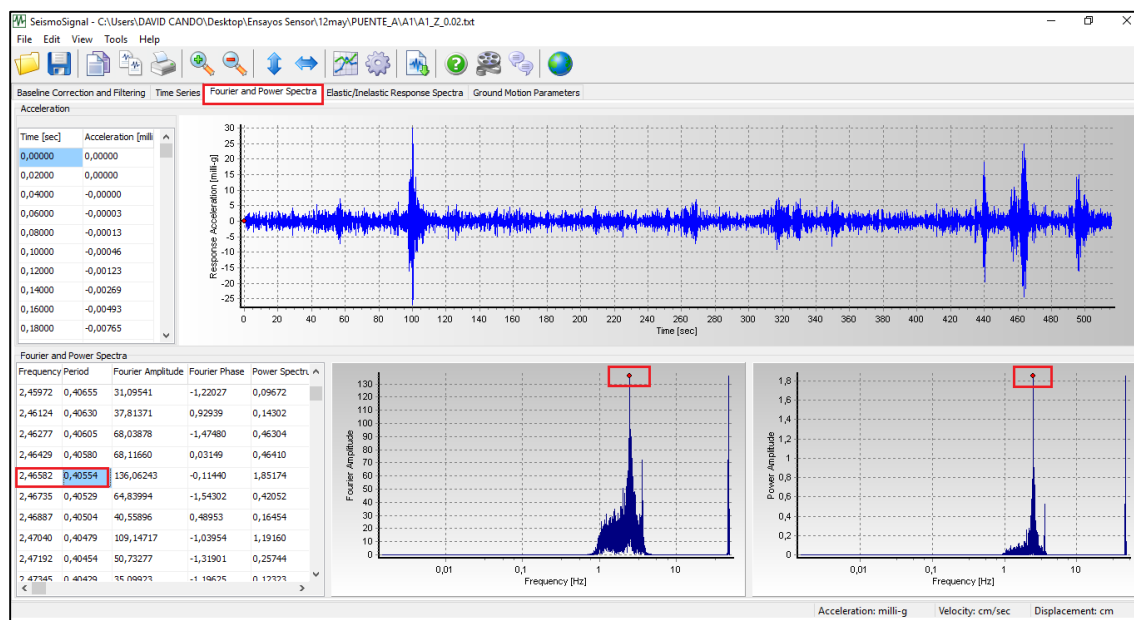 SeismoSignal - C:\Users\DAVID CANDO\Desktop\Ensayos Sensor\12may\PUENTE_A\A1\A1_Z_0.02.txt
File Edit View Tools Help
Baseline Correction and Filtering Time Series Fourier and Power Spectra Elastic/Inelastic Response Spectra Ground Motion Parameters
Acceleration
Time [sec] Acceleration [milli
0,00000 0,00000
0,02000 0,00000
0,04000 -0,00000
0,06000 -0,00003
0,08000 -0,00013
0,10000 -0,00046
0,12000 -0,00123
0,14000 -0,00269
0,16000 -0,00493
0,18000 -0,00765
Response Acceleration [milli-g]
30
25
20
15
10
5
0
-5
-10
-15
-20
-25
0 20 40 60 80 100 120 140 160 180 200 220 240 260 280 300 320 340 360 380 400 420 440 460 480 500
Time [sec]
Fourier and Power Spectra
Frequency Period Fourier Amplitude Fourier Phase Power Spectru
2,45972 0,40655 31,09541 -1,22027 0,09672
2,46124 0,40630 37,81371 0,92939 0,14302
2,46277 0,40605 68,03878 -1,47480 0,46304
2,46429 0,40580 68,11660 0,03149 0,46410
2,46582 0,40554 136,06243 -0,11440 1,85174
2,46735 0,40529 64,83994 -1,54302 0,42052
2,46887 0,40504 40,55896 0,48953 0,16454
2,47040 0,40479 109,14717 -1,03954 1,19160
2,47192 0,40454 50,73277 -1,31901 0,25744
2,47345 0,40429 35,09923 -1,19625 0,12323
Fourier Amplitude
130
120
110
100
90
80
70
60
50
40
30
20
10
0
0,01 0,1 1 10
Frequency [Hz]
Power Amplitude
1,8
1,6
1,4
1,2
1
0,8
0,6
0,4
0,2
0
0,01 0,1 1 10
Frequency [Hz]
Acceleration: milli-g Velocity: cm/sec Displacement: cm